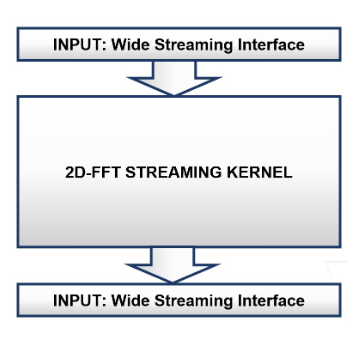 INPUT: Wide Streaming Interface
2D-FFT STREAMING KERNEL
INPUT: Wide Streaming Interface